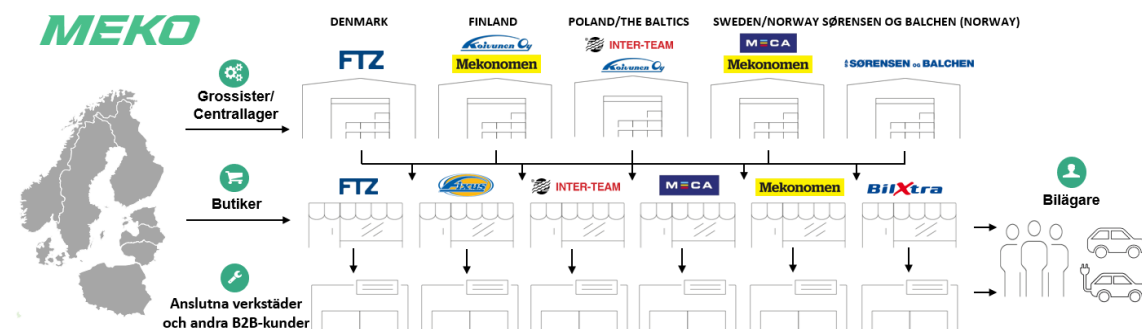 MEKO
DENMARK
FINLAND
POLAND/THE BALTICS
SWEDEN/NORWAY
SØRENSEN OG BALCHEN (NORWAY)
FTZ
Koivunen Oy
Mekonomen
INTER-TEAM
Koivunen Oy
MECA
Mekonomen
SØRENSEN OG BALCHEN
Grossister/
Centrallager
FTZ
Fixus
INTER-TEAM
MECA
Mekonomen
BilXtra
Butiker
Bilägare
Anslutna verkstäder
och andra B2B-kunder
5